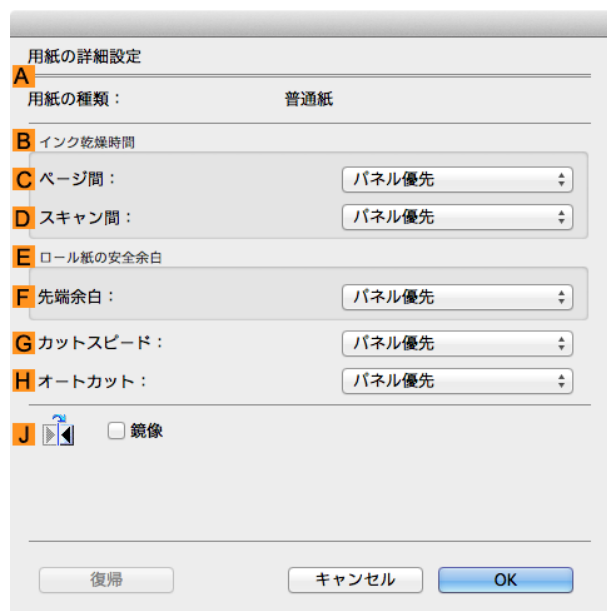 用紙の詳細設定
A
用紙の種類： 普通紙
B インク乾燥時間
C ページ間： パネル優先
D スキャン間： パネル優先
E ロール紙の安全余白
F 先端余白： パネル優先
G カットスピード： パネル優先
H オートカット： パネル優先
J 鏡像
復帰 キャンセル OK